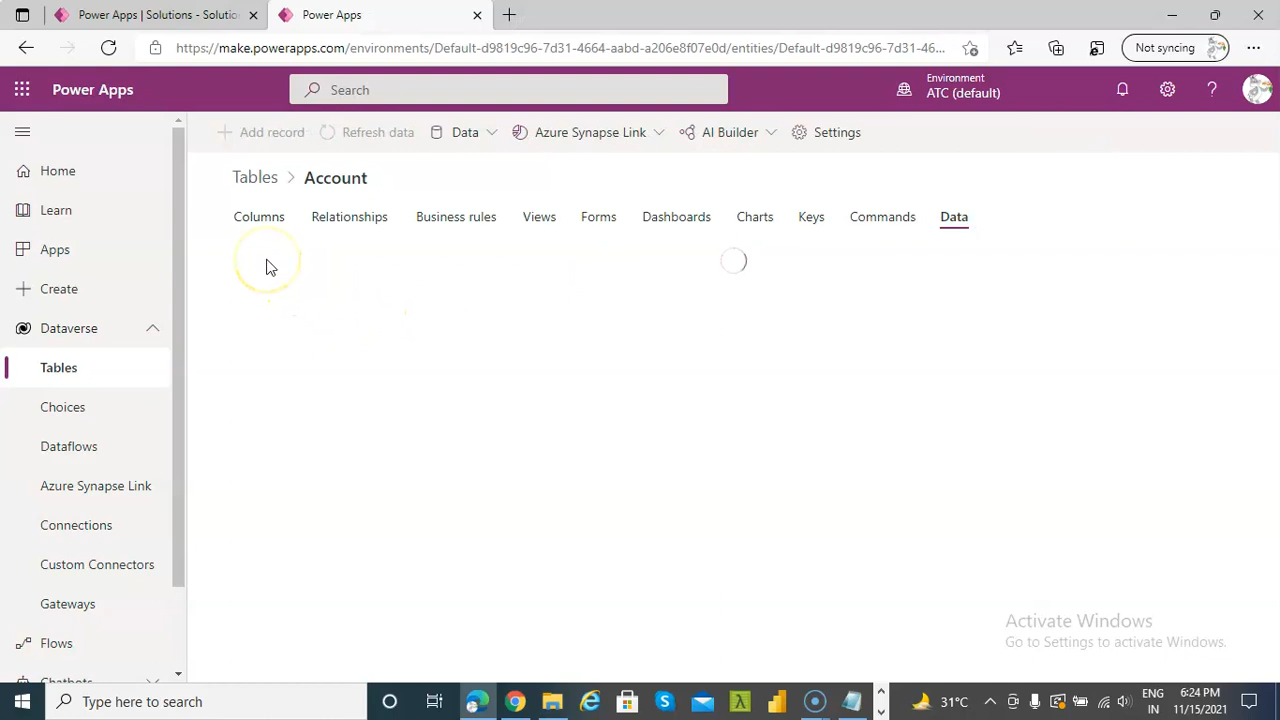 Power Apps | Solutions - Solutio
Power Apps
https://make.powerapps.com/environments/Default-d9819c96-7d31-4664-aabd-a206e8f07e0d/entities/Default-d9819c96-7d31-46...
Not syncing
Power Apps
Search
Environment
ATC (default)
Add record
Refresh data
Data
Azure Synapse Link
AI Builder
Settings
Tables > Account
Columns
Relationships
Business rules
Views
Forms
Dashboards
Charts
Keys
Commands
Data
Home
Learn
Apps
Create
Dataverse
Tables
Choices
Dataflows
Azure Synapse Link
Connections
Custom Connectors
Gateways
Flows
Chatbots
Activate Windows
Go to Settings to activate Windows.
Type here to search
31°C
ENG
IN
6:24 PM
11/15/2021